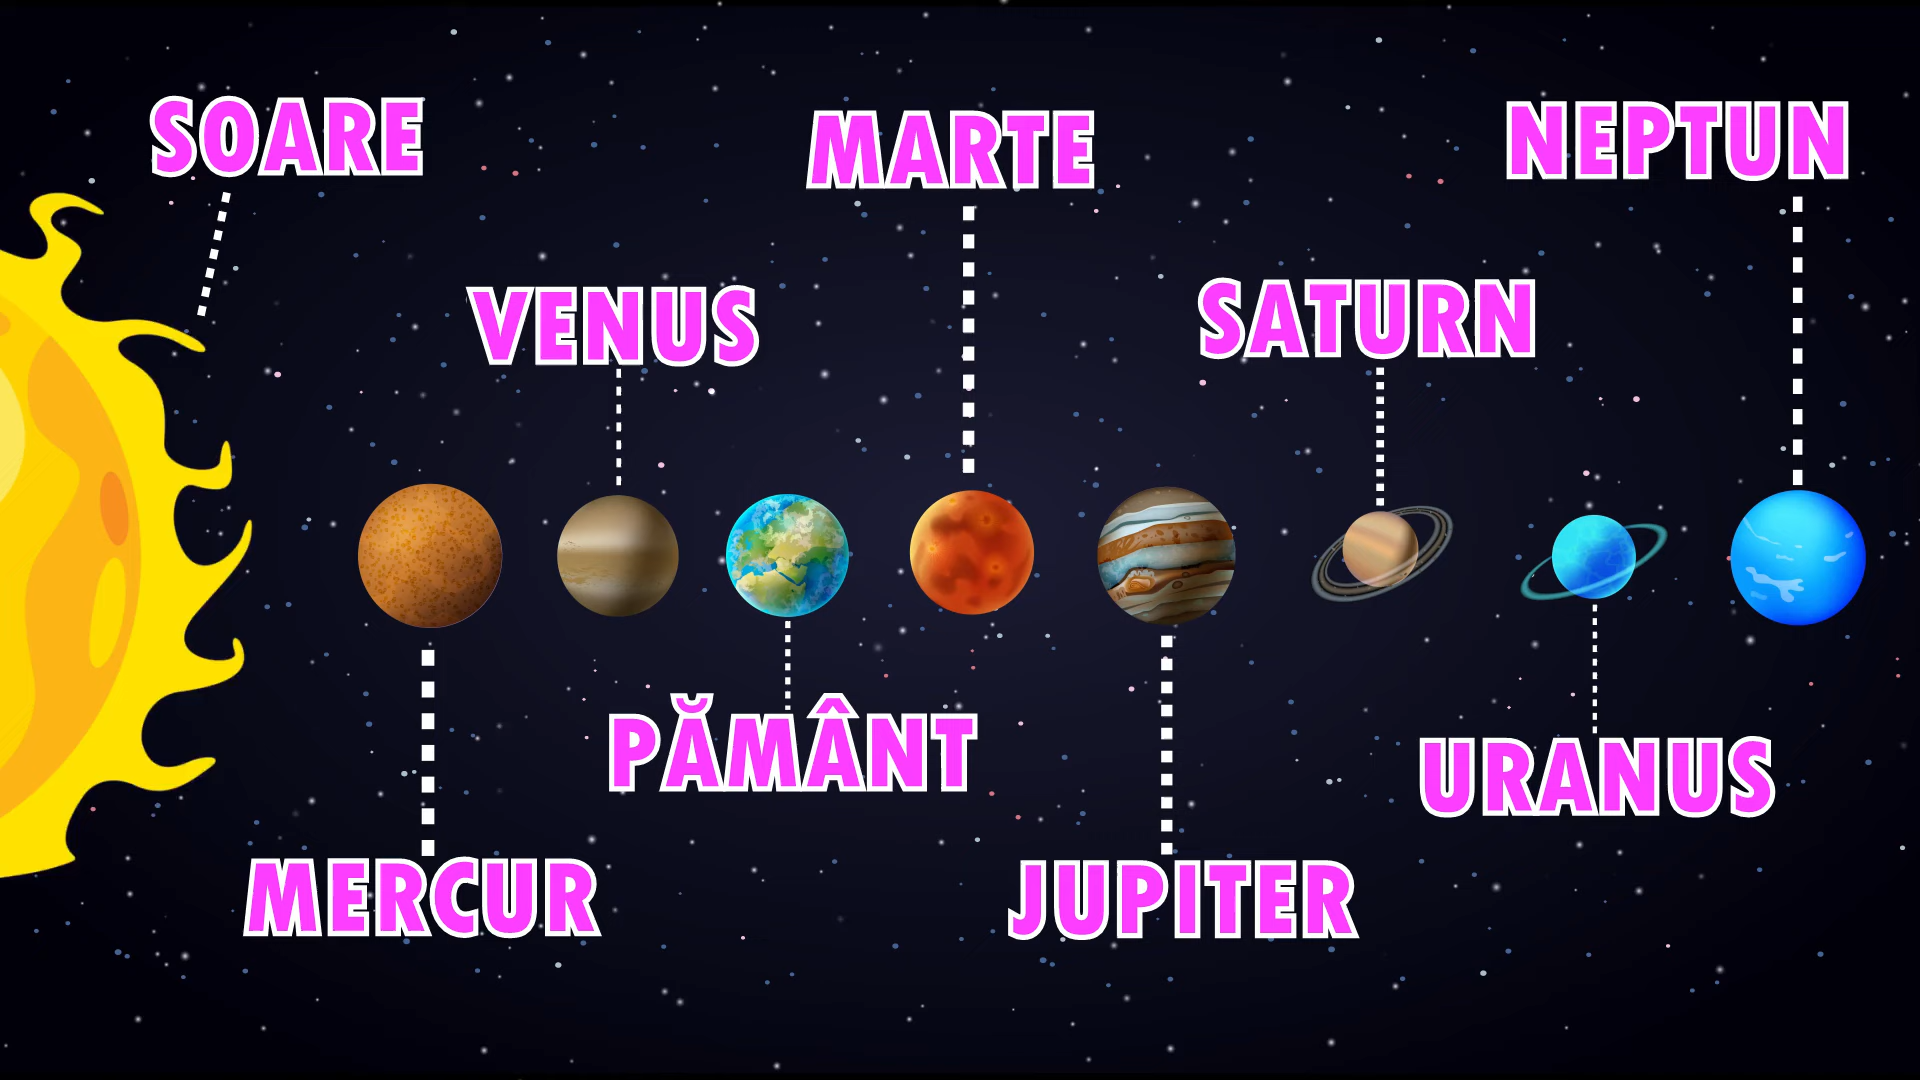 SOARE
MARTE
NEPTUN
VENUS
SATURN
PĂMÂNT
URANUS
MERCUR
JUPITER